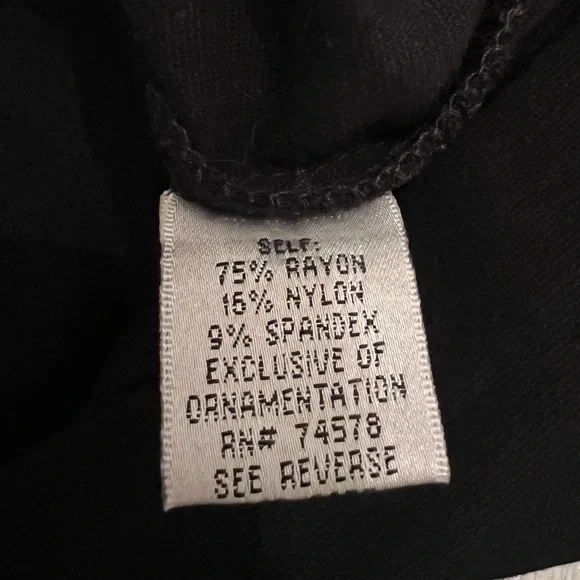 SELF:
75% RAYON
16% NYLON
9% SPANDEX
EXCLUSIVE OF
ORNAMENTATION
RN# 74578
SEE REVERSE